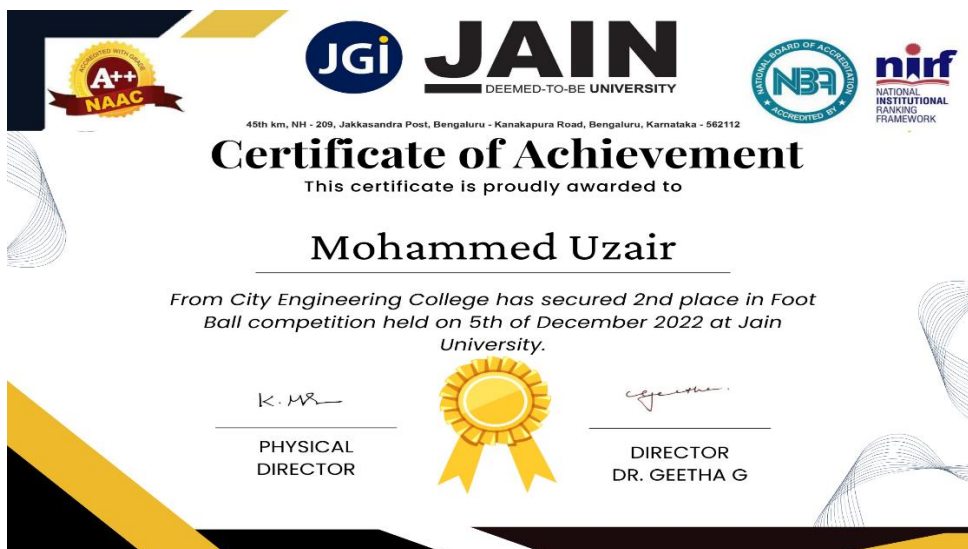 ACCREDITED WITH GRADE
A++
NAAC
JGi
JAIN
DEEMED-TO-BE UNIVERSITY
NATIONAL BOARD OF ACCREDITATION
NBA
ACCREDITED BY
nirf
NATIONAL
INSTITUTIONAL
RANKING
FRAMEWORK
45th km, NH - 209, Jakkasandra Post, Bengaluru - Kanakapura Road, Bengaluru, Karnataka - 562112
Certificate of Achievement
This certificate is proudly awarded to
Mohammed Uzair
From City Engineering College has secured 2nd place in Foot
Ball competition held on 5th of December 2022 at Jain
University.
PHYSICAL
DIRECTOR
DIRECTOR
DR. GEETHA G